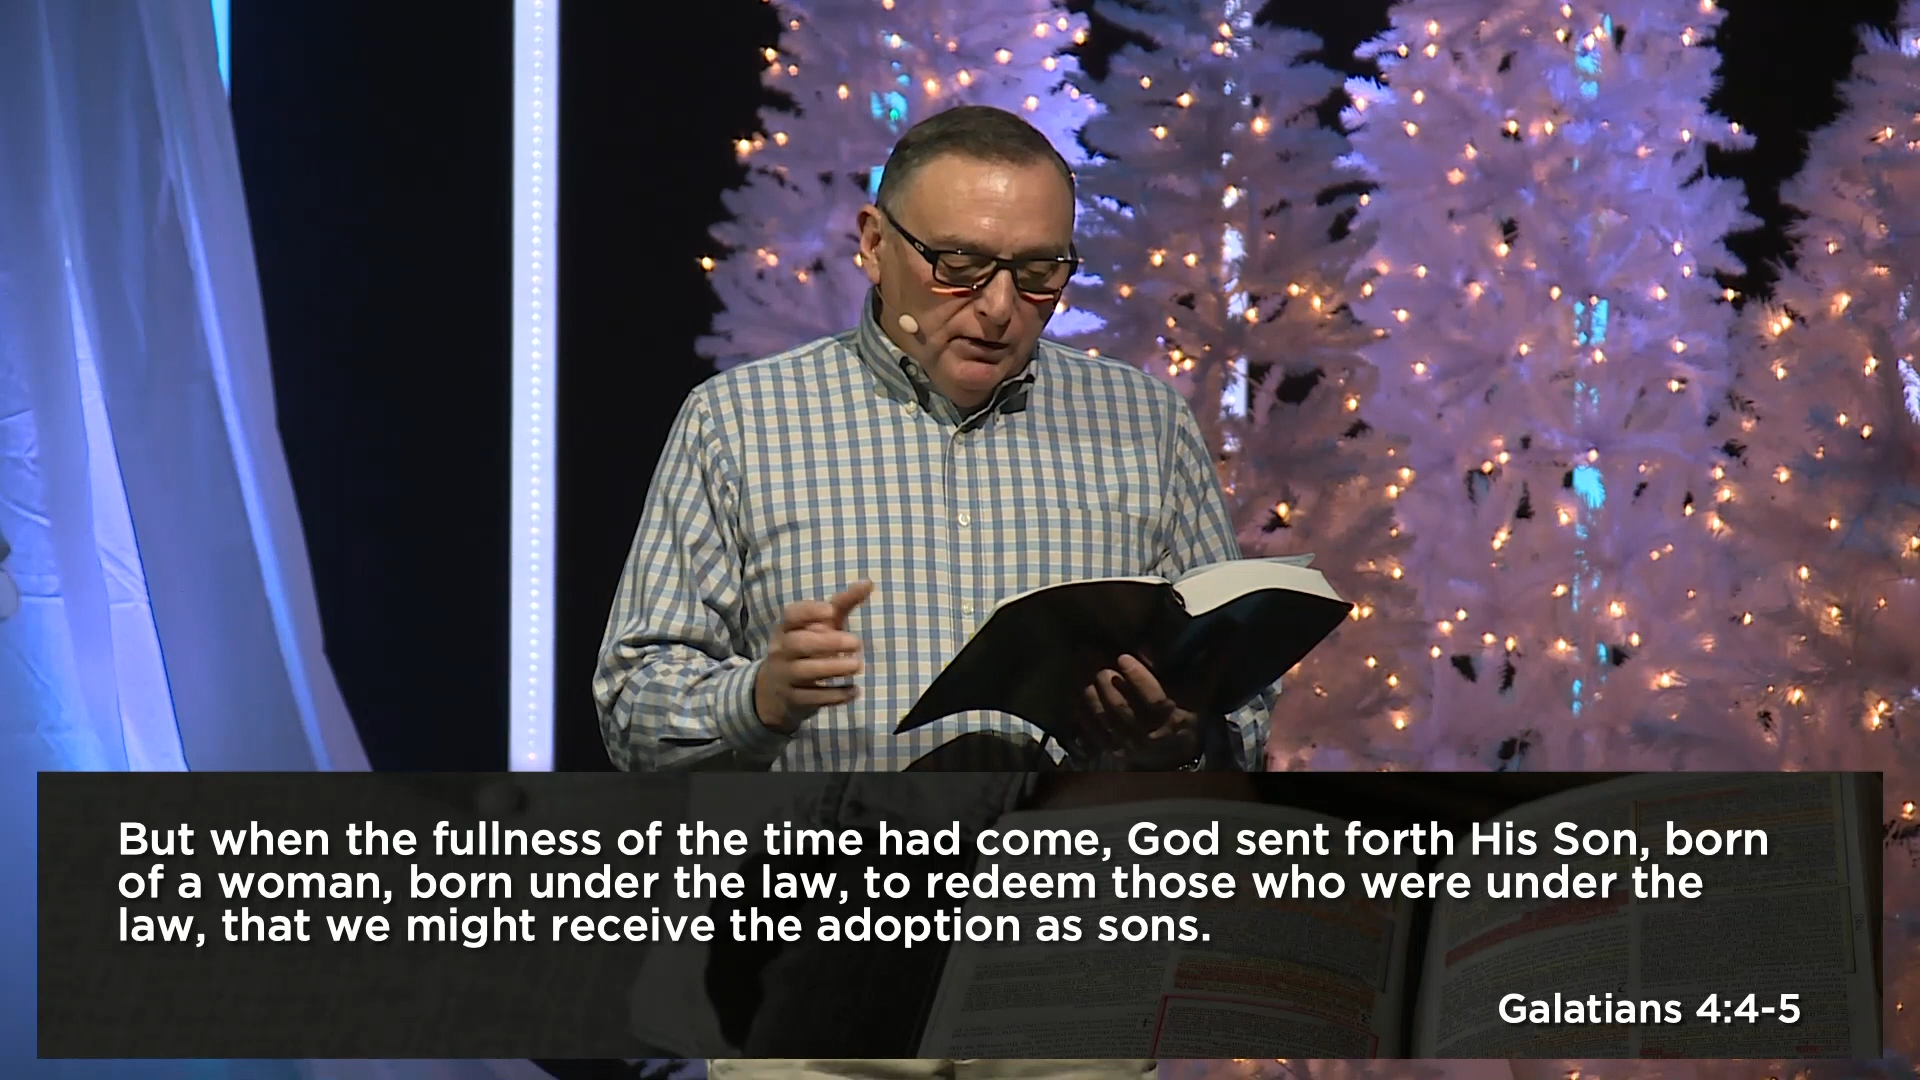 But when the fullness of the time had come, God sent forth His Son, born
of a woman, born under the law, to redeem those who were under the
law, that we might receive the adoption as sons.
Galatians 4:4-5